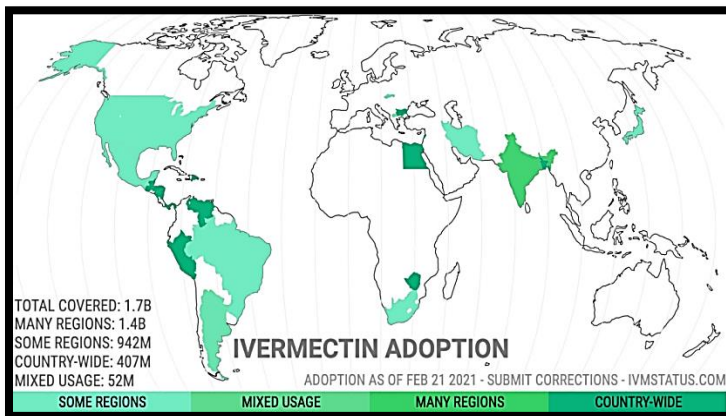 TOTAL COVERED: 1.7B
MANY REGIONS: 1.4B
SOME REGIONS: 942M
COUNTRY-WIDE: 407M
MIXED USAGE: 52M
IVERMECTIN ADOPTION
ADOPTION AS OF FEB 21 2021 - SUBMIT CORRECTIONS - IVMSTATUS.COM
SOME REGIONS MIXED USAGE MANY REGIONS COUNTRY-WIDE